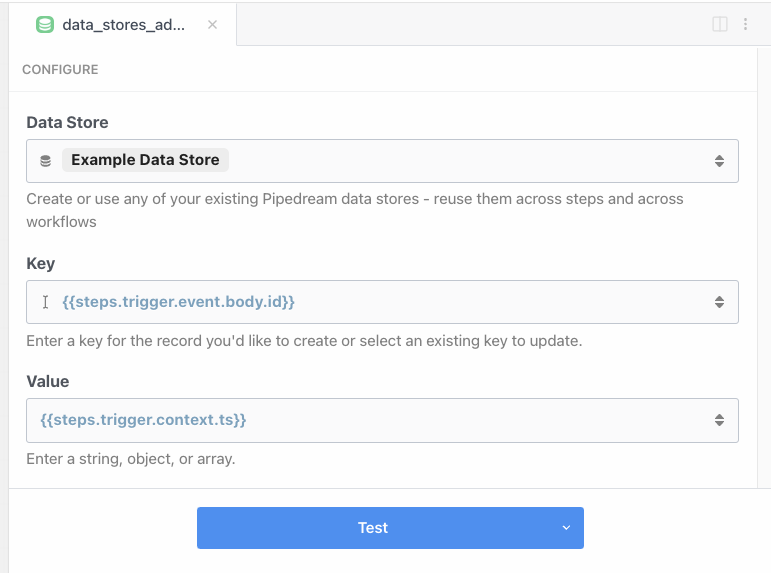 data_stores_ad...
CONFIGURE
Data Store
Example Data Store
Create or use any of your existing Pipedream data stores - reuse them across steps and across
workflows
Key
{{steps.trigger.event.body.id}}
Enter a key for the record you'd like to create or select an existing key to update.
Value
{{steps.trigger.context.ts}}
Enter a string, object, or array.
Test